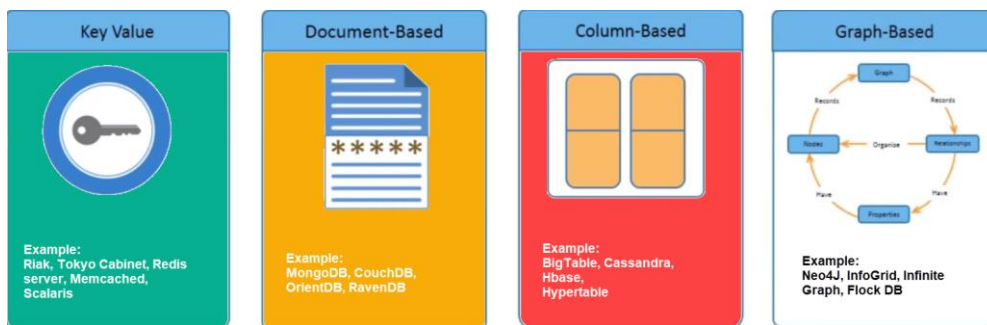 Key Value
Example:
Riak, Tokyo Cabinet, Redis
server, Memcached,
Scalaris
Document-Based
*****
Example:
MongoDB, CouchDB,
OrientDB, RavenDB
Column-Based
Example:
BigTable, Cassandra,
Hbase,
Hypertable
Graph-Based
Graph
Records
Records
Nodes
Organize
Relationships
Have
Have
Properties
Example:
Neo4J, InfoGrid, Infinite
Graph, Flock DB